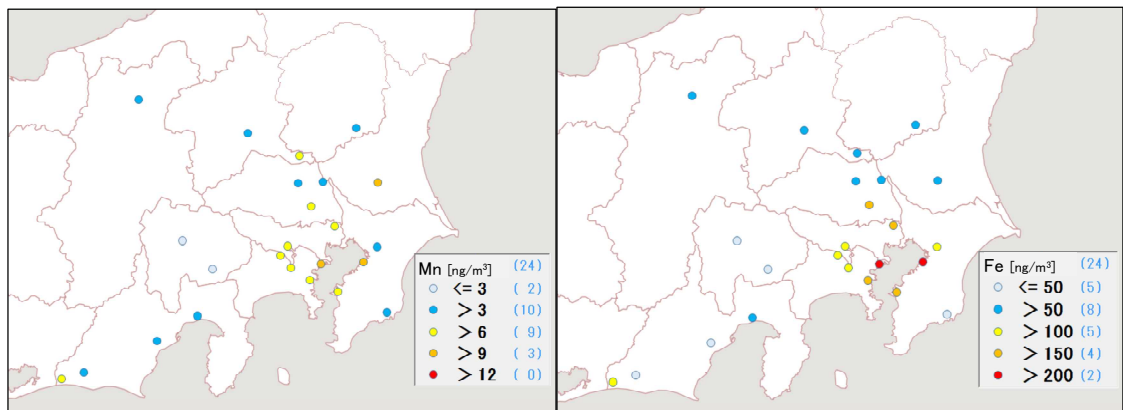 Mn [ng/m³] (24)
<= 3 ( 2)
> 3 (10)
> 6 ( 9)
> 9 ( 3)
> 12 ( 0)
Fe [ng/m³] (24)
<= 50 (5)
> 50 (8)
> 100 (5)
> 150 (4)
> 200 (2)